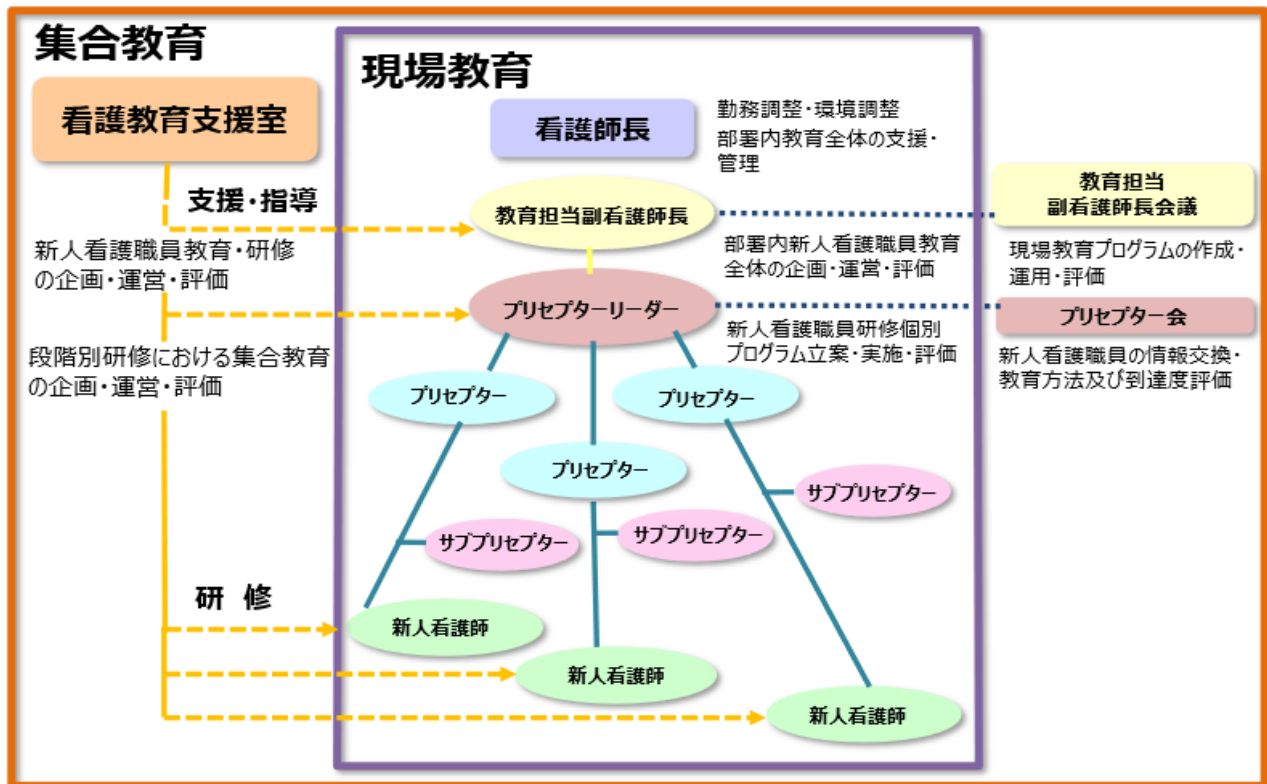 集合教育
看護教育支援室
支援・指導
新人看護職員教育・研修
の企画・運営・評価
段階別研修における集合教育
の企画・運営・評価
研 修
現場教育
看護師長
勤務調整・環境調整
部署内教育全体の支援・
管理
教育担当副看護師長
部署内新人看護職員教育
全体の企画・運営・評価
プリセプターリーダー
新人看護職員研修個別
プログラム立案・実施・評価
プリセプター
プリセプター
プリセプター
サブプリセプター
サブプリセプター
サブプリセプター
新人看護師
新人看護師
新人看護師
教育担当
副看護師長会議
現場教育プログラムの作成・
運用・評価
プリセプター会
新人看護職員の情報交換・
教育方法及び到達度評価